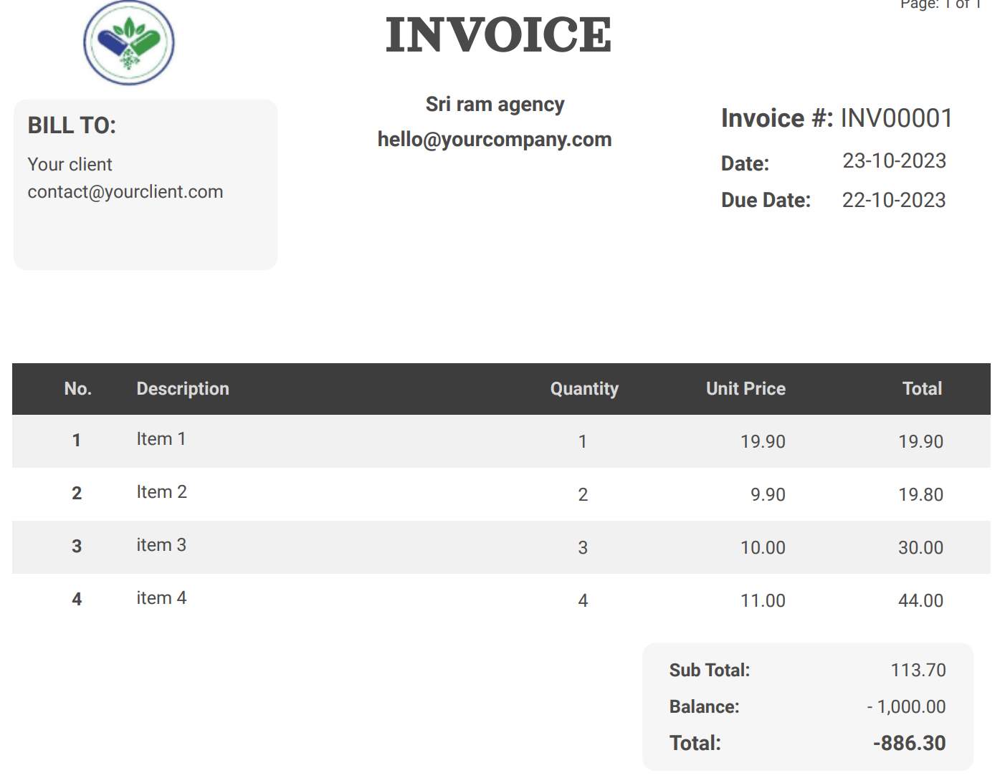 Page: 1 of 1
INVOICE
Sri ram agency
hello@yourcompany.com
BILL TO:
Your client
contact@yourclient.com
Invoice #: INV00001
Date: 23-10-2023
Due Date: 22-10-2023
No. Description Quantity Unit Price Total
1 Item 1 1 19.90 19.90
2 Item 2 2 9.90 19.80
3 item 3 3 10.00 30.00
4 item 4 4 11.00 44.00
Sub Total: 113.70
Balance: - 1,000.00
Total: -886.30